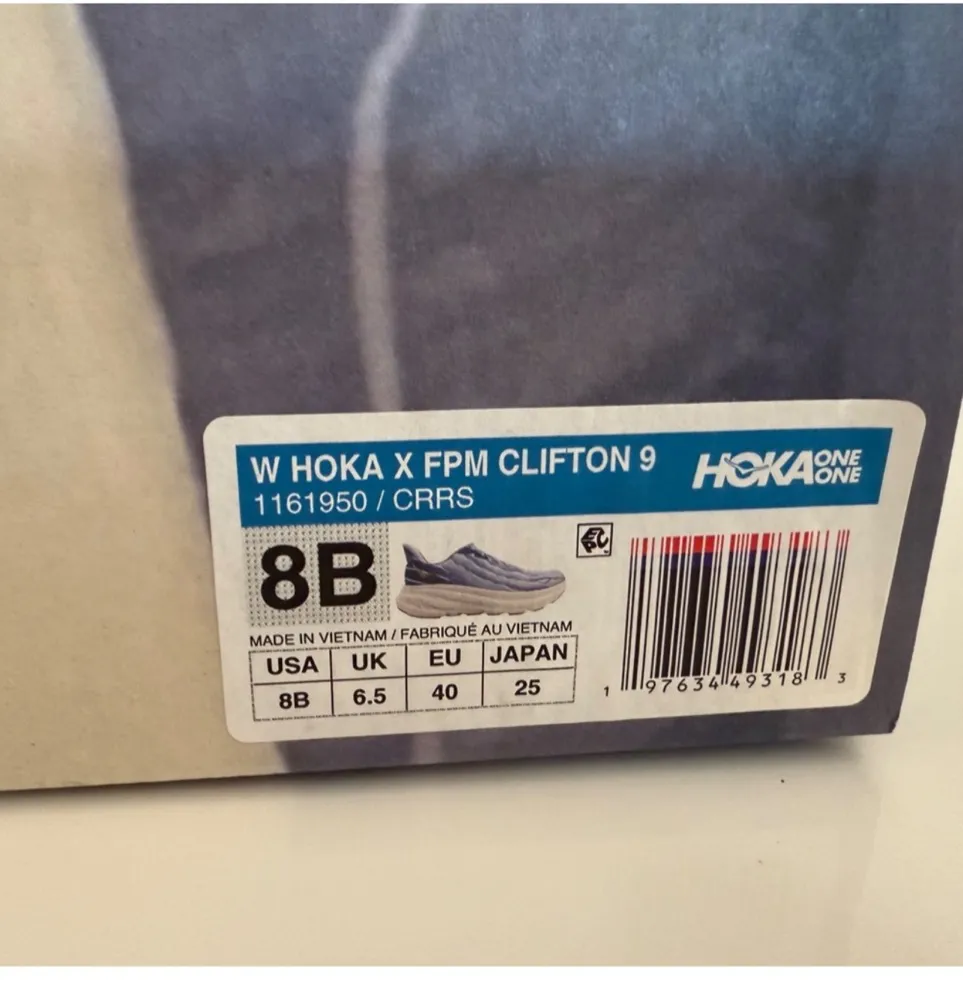 W HOKA X FPM CLIFTON 9
1161950 / CRRS
HOKA ONE ONE
8B
EPC
MADE IN VIETNAM / FABRIQUÉ AU VIETNAM
USA UK EU JAPAN
8B 6.5 40 25
1 97634 49318 3